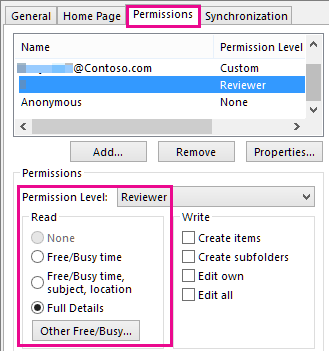 General Home Page Permissions Synchronization
Name Permission Level
@Contoso.com Custom
Reviewer
Anonymous None
Add... Remove Properties...
Permissions
Permission Level: Reviewer
Read Write
None Create items
Free/Busy time Create subfolders
Free/Busy time, Edit own
subject, location Edit all
Full Details
Other Free/Busy...